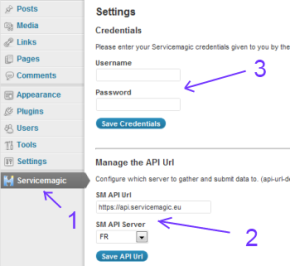 Posts
Media
Links
Pages
Comments
Appearance
Plugins
Users
Tools
Settings
Servicemagic
1
Settings
Credentials
Please enter your Servicemagic credentials given to you by the
Username
Password
3
Save Credentials
Manage the API Url
Configure which server to gather and submit data to. (api-url-d
SM API Url
https://api.servicemagic.eu
SM API Server
FR
2
Save API Url